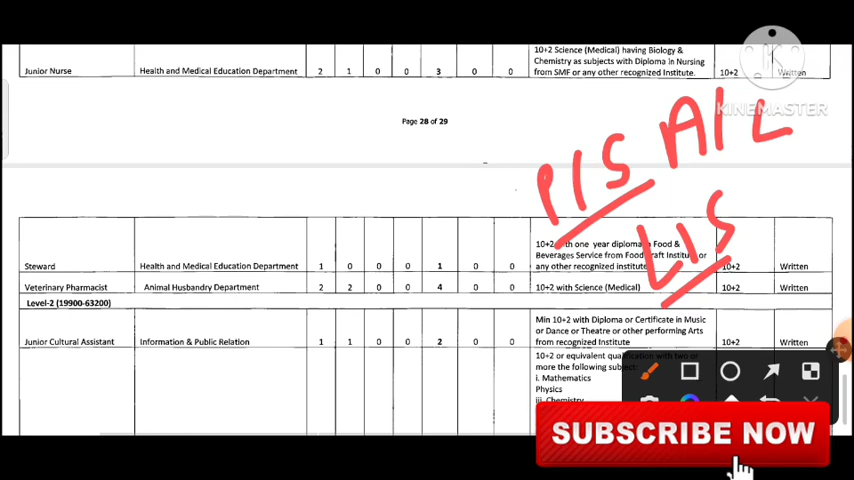 10+2 Science (Medical) having Biology &
Chemistry as subjects with Diploma in Nursing
Junior Nurse Health and Medical Education Department 2 1 0 0 3 0 0 from SMF or any other recognized Institute. 10+2 Written
KINEMASTER
Page 28 of 29
PIS AIL
LIS
10+2 with one year diploma in Food &
Beverages Service from Food Craft Institute or
Steward Health and Medical Education Department 1 0 0 0 1 0 0 any other recognized institute 10+2 Written
Veterinary Pharmacist Animal Husbandry Department 2 2 0 0 4 0 0 10+2 with Science (Medical) 10+2 Written
Level-2 (19900-63200)
Min 10+2 with Diploma or Certificate in Music
or Dance or Theatre or other performing Arts
Junior Cultural Assistant Information & Public Relation 1 1 0 0 2 0 0 from recognized Institute 10+2 Written
10+2 or equivalent qualification with two or
more the following subject:
i. Mathematics
Physics
iii. Chemistry
SUBSCRIBE NOW